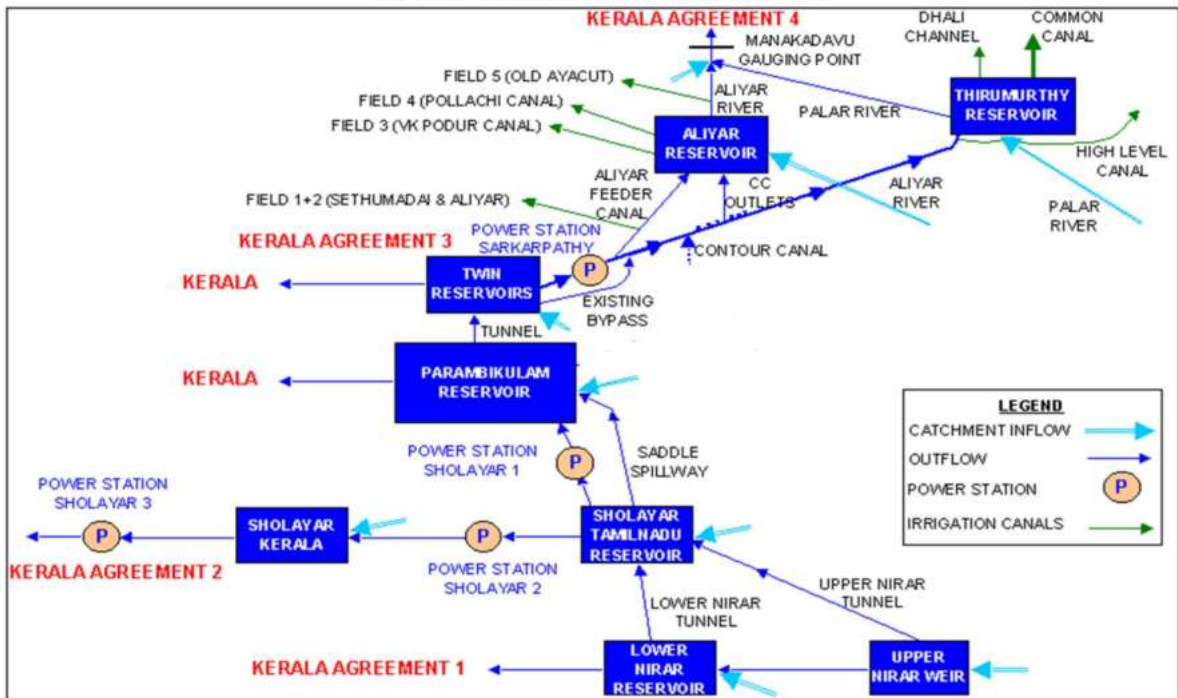 KERALA AGREEMENT 4
DHALI
CHANNEL
COMMON
CANAL
MANAKADAVU
GAUGING POINT
FIELD 5 (OLD AYACUT)
ALIYAR
RIVER
FIELD 4 (POLLACHI CANAL)
FIELD 3 (VK PODUR CANAL)
PALAR RIVER
THIRUMURTHY
RESERVOIR
ALIYAR
RESERVOIR
HIGH LEVEL
CANAL
ALIYAR
FEEDER
CANAL
CC
OUTLETS
ALIYAR
RIVER
PALAR
RIVER
FIELD 1+2 (SETHUMADAI & ALIYAR)
KERALA AGREEMENT 3
POWER STATION
SARKARPATHY
P
CONTOUR CANAL
KERALA
TWIN
RESERVOIRS
EXISTING
BYPASS
TUNNEL
KERALA
PARAMBIKULAM
RESERVOIR
LEGEND
CATCHMENT INFLOW
OUTFLOW
POWER STATION
P
IRRIGATION CANALS
POWER STATION
SHOLAYAR 1
P
SADDLE
SPILLWAY
POWER STATION
SHOLAYAR 3
P
SHOLAYAR
KERALA
P
SHOLAYAR
TAMILNADU
RESERVOIR
KERALA AGREEMENT 2
POWER STATION
SHOLAYAR 2
UPPER NIRAR
TUNNEL
LOWER NIRAR
TUNNEL
KERALA AGREEMENT 1
LOWER
NIRAR
RESERVOIR
UPPER
NIRAR WEIR